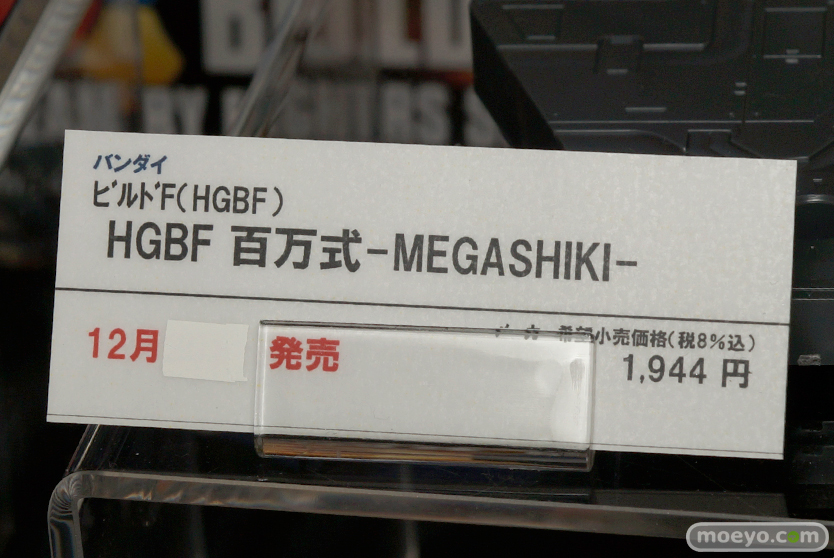 バンダイ
ビルドF(HGBF)
HGBF 百万式-MEGASHIKI-
12月 発売
希望小売価格(税8%込)
1,944 円
moeyo.com